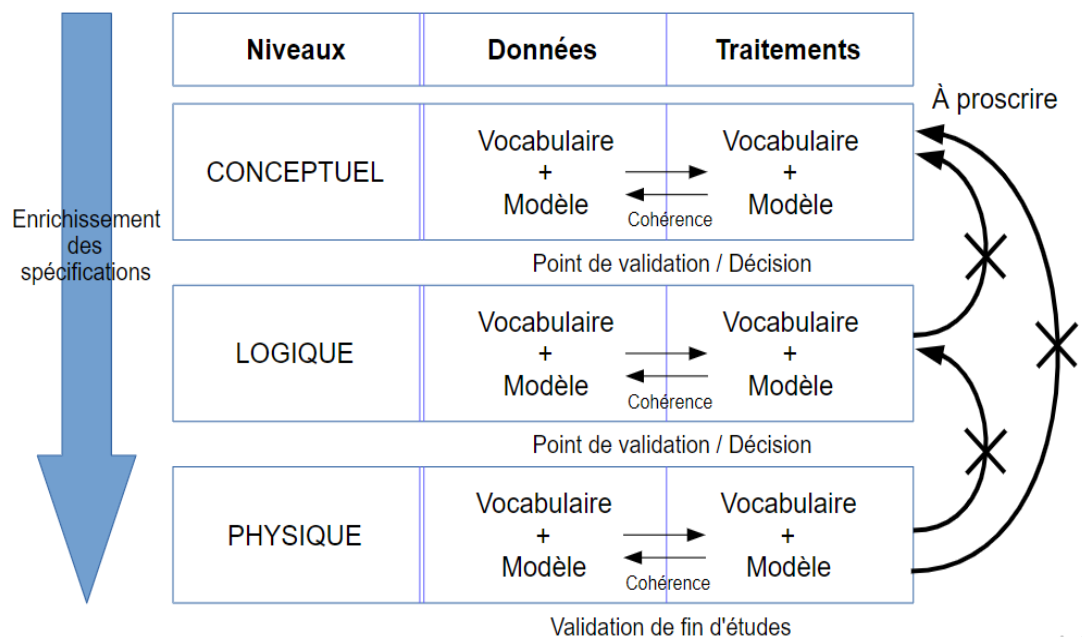 Niveaux
Données
Traitements
À proscrire
Enrichissement
des
spécifications
CONCEPTUEL
Vocabulaire
+
Modèle
Cohérence
Vocabulaire
+
Modèle
Point de validation / Décision
LOGIQUE
Vocabulaire
+
Modèle
Cohérence
Vocabulaire
+
Modèle
Point de validation / Décision
PHYSIQUE
Vocabulaire
+
Modèle
Cohérence
Vocabulaire
+
Modèle
Validation de fin d'études